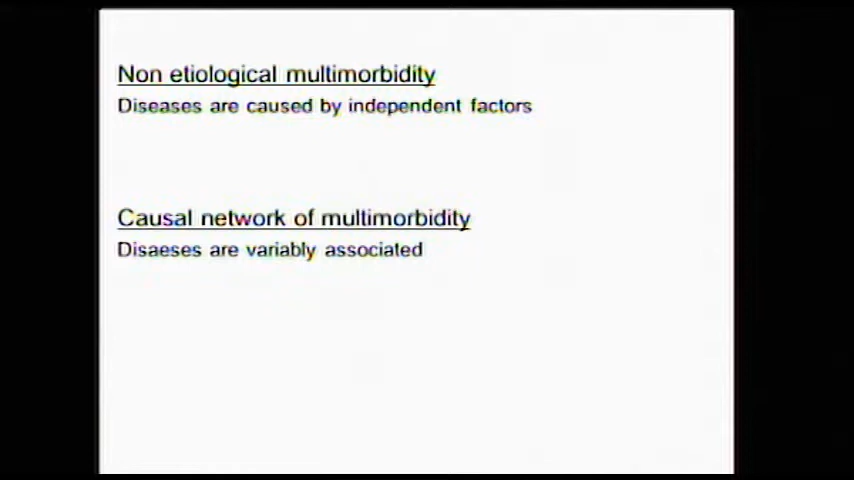 Non etiological multimorbidity
Diseases are caused by independent factors
Causal network of multimorbidity
Disaeses are variably associated